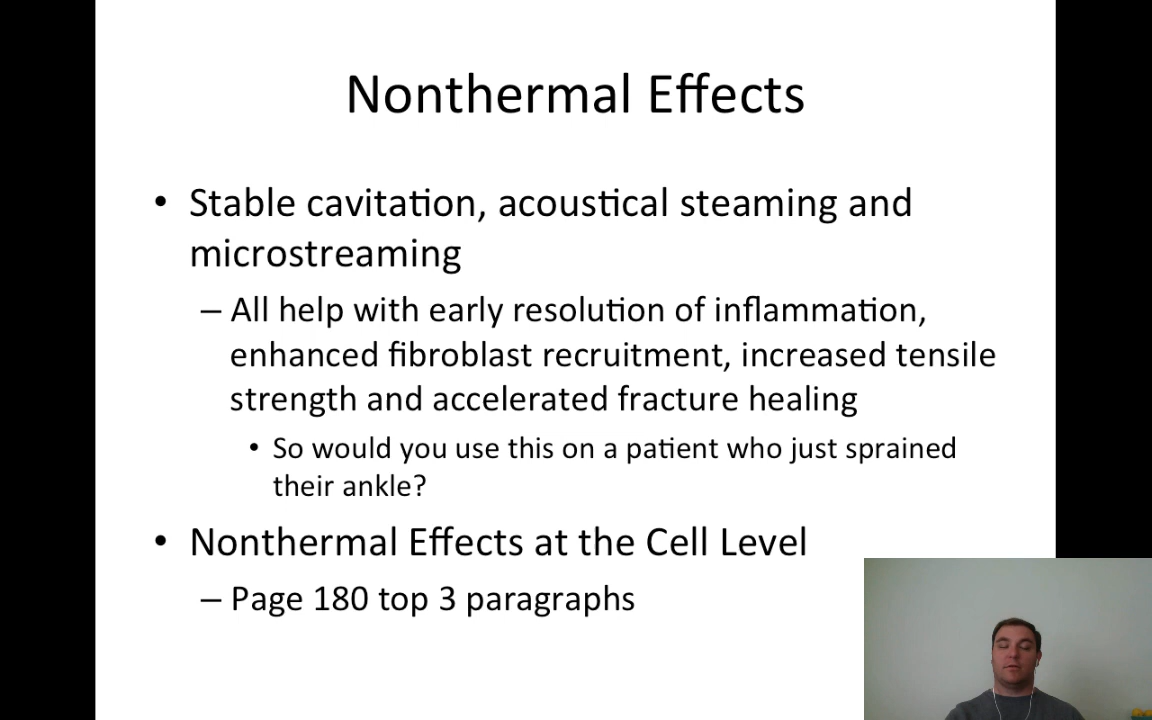 Nonthermal Effects
• Stable cavitation, acoustical steaming and
microstreaming
– All help with early resolution of inflammation,
enhanced fibroblast recruitment, increased tensile
strength and accelerated fracture healing
• So would you use this on a patient who just sprained
their ankle?
• Nonthermal Effects at the Cell Level
– Page 180 top 3 paragraphs